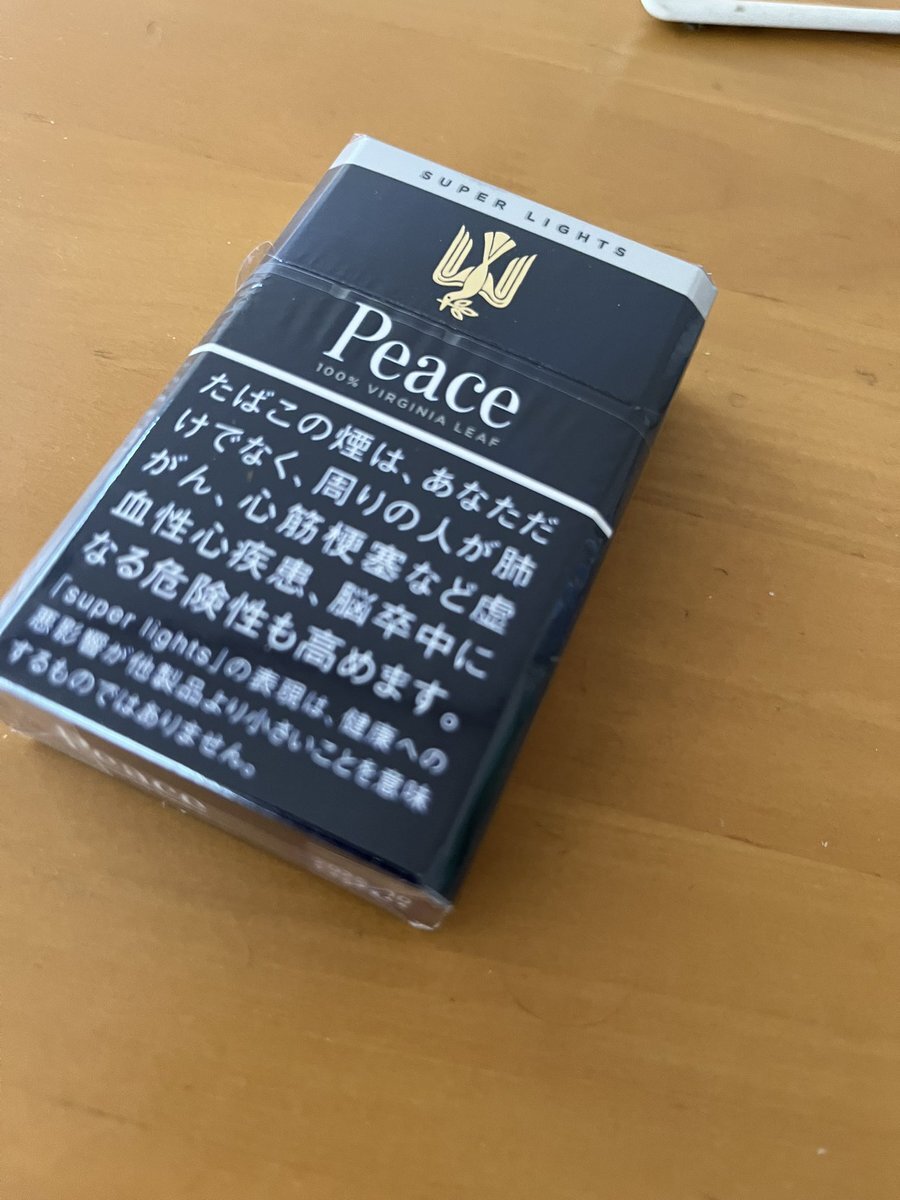 SUPER LIGHTS
Peace
100% VIRGINIA LEAF
たばこの煙は、あなただ
けでなく、周りの人が肺
がん、心筋梗塞など虚
血性心疾患、脳卒中に
なる危険性も高めます。
「super lights」の表現は、健康への
悪影響が他製品より小さいことを意味
するものではありません。
Peace